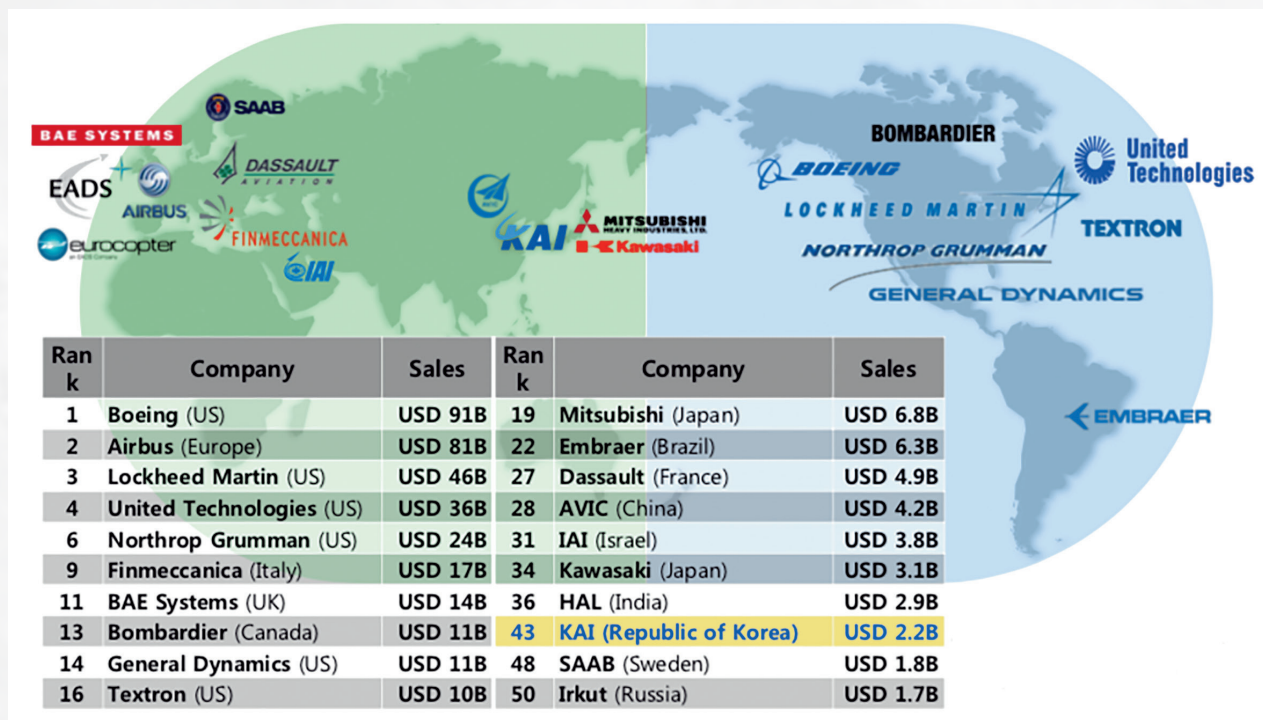 SAAB
BAE SYSTEMS
BOMBARDIER
United
Technologies
DASSAULT
AVIATION
BOEING
EADS
AIRBUS
LOCKHEED MARTIN
MITSUBISHI
HEAVY INDUSTRIES, LTD.
KAI
TEXTRON
FINMECCANICA
eurocopter
an EADS Company
Kawasaki
NORTHROP GRUMMAN
IAI
GENERAL DYNAMICS
EMBRAER
Ran
k Company Sales Ran
k Company Sales
1 Boeing (US) USD 91B 19 Mitsubishi (Japan) USD 6.8B
2 Airbus (Europe) USD 81B 22 Embraer (Brazil) USD 6.3B
3 Lockheed Martin (US) USD 46B 27 Dassault (France) USD 4.9B
4 United Technologies (US) USD 36B 28 AVIC (China) USD 4.2B
6 Northrop Grumman (US) USD 24B 31 IAI (Israel) USD 3.8B
9 Finmeccanica (Italy) USD 17B 34 Kawasaki (Japan) USD 3.1B
11 BAE Systems (UK) USD 14B 36 HAL (India) USD 2.9B
13 Bombardier (Canada) USD 11B 43 KAI (Republic of Korea) USD 2.2B
14 General Dynamics (US) USD 11B 48 SAAB (Sweden) USD 1.8B
16 Textron (US) USD 10B 50 Irkut (Russia) USD 1.7B